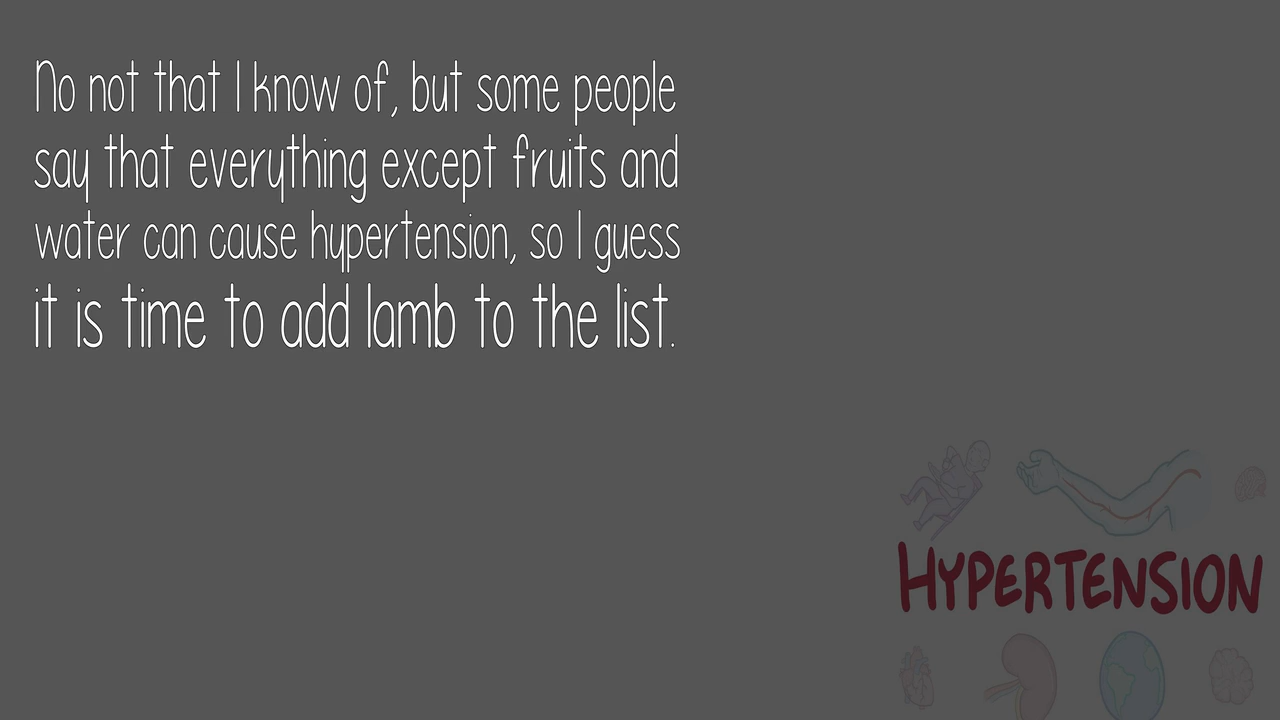 No not that I know of, but some people
say that everything except fruits and
water can cause hypertension, so I guess
it is time to add lamb to the list.
HYPERTENSION